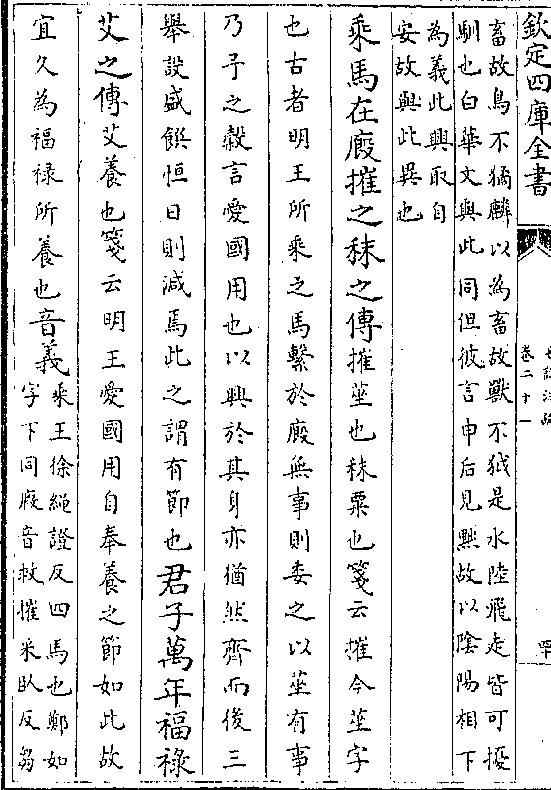 欽定四庫全書
卷二十一
畜故鳥不獝麟以為畜故獸不狘是水陸飛走皆可擾
馴也白華文與此同但彼言申后見黜故以陰陽相下
為義此興取自
安故與此異也
乘馬在廄摧之秣之傳摧莝也秣粟也箋云摧今莝字
也古者明王所乘之馬繫於廄無事則委之以莝有事
乃予之穀言愛國用也以興於其身亦猶然齊而後三
舉設盛饌恒日則減焉此之謂有節也君子萬年福祿
艾之傳艾養也箋云明王愛國用自奉養之節如此故
宜久為福祿所養也音義
乘王徐繩證反四馬也鄭如
字下同廄音救摧采臥反芻